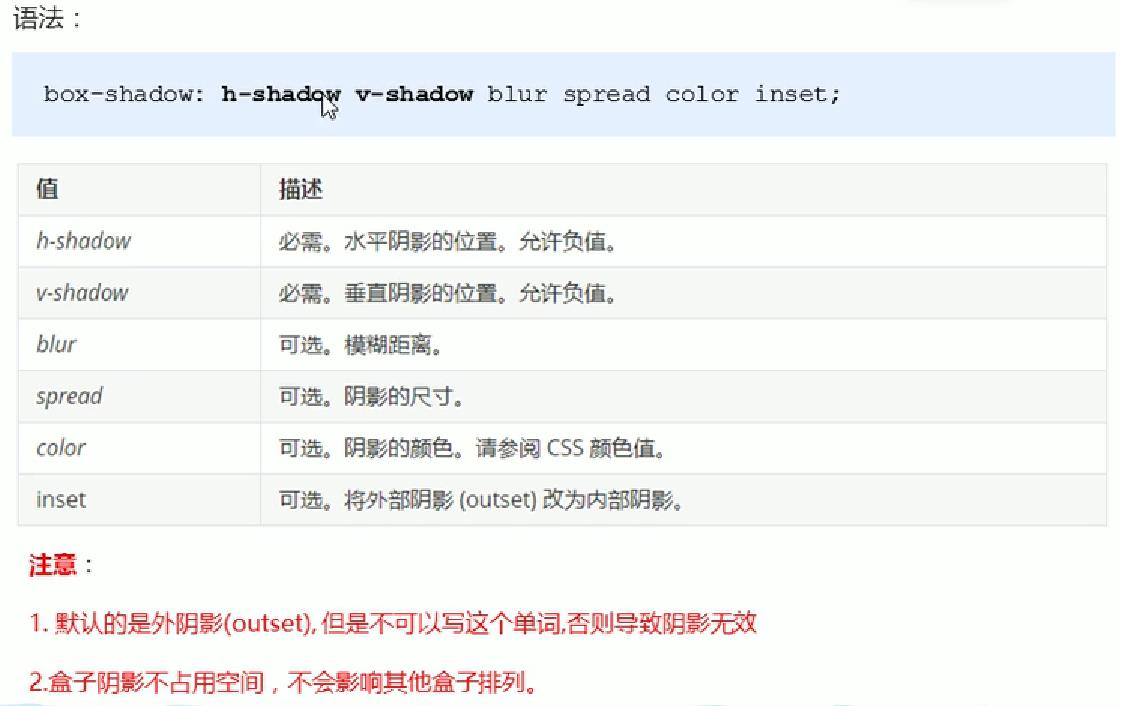 语法：
box-shadow: h-shadow v-shadow blur spread color inset;
值 描述
h-shadow 必需。水平阴影的位置。允许负值。
v-shadow 必需。垂直阴影的位置。允许负值。
blur 可选。模糊距离。
spread 可选。阴影的尺寸。
color 可选。阴影的颜色。请参阅 CSS 颜色值。
inset 可选。将外部阴影 (outset) 改为内部阴影。
注意：
1. 默认的是外阴影(outset),但是不可以写这个单词,否则导致阴影无效
2.盒子阴影不占用空间，不会影响其他盒子排列。